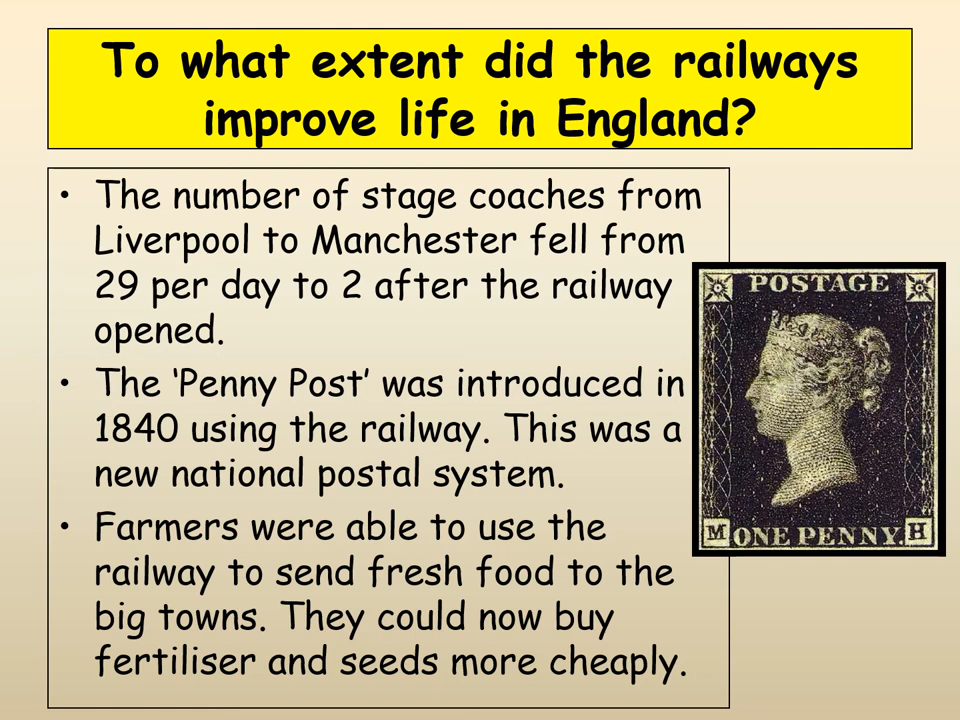 To what extent did the railways
improve life in England?
• The number of stage coaches from
Liverpool to Manchester fell from
29 per day to 2 after the railway
opened.
• The ‘Penny Post’ was introduced in
1840 using the railway. This was a
new national postal system.
• Farmers were able to use the
railway to send fresh food to the
big towns. They could now buy
fertiliser and seeds more cheaply.
POSTAGE
M ONE PENNY. H